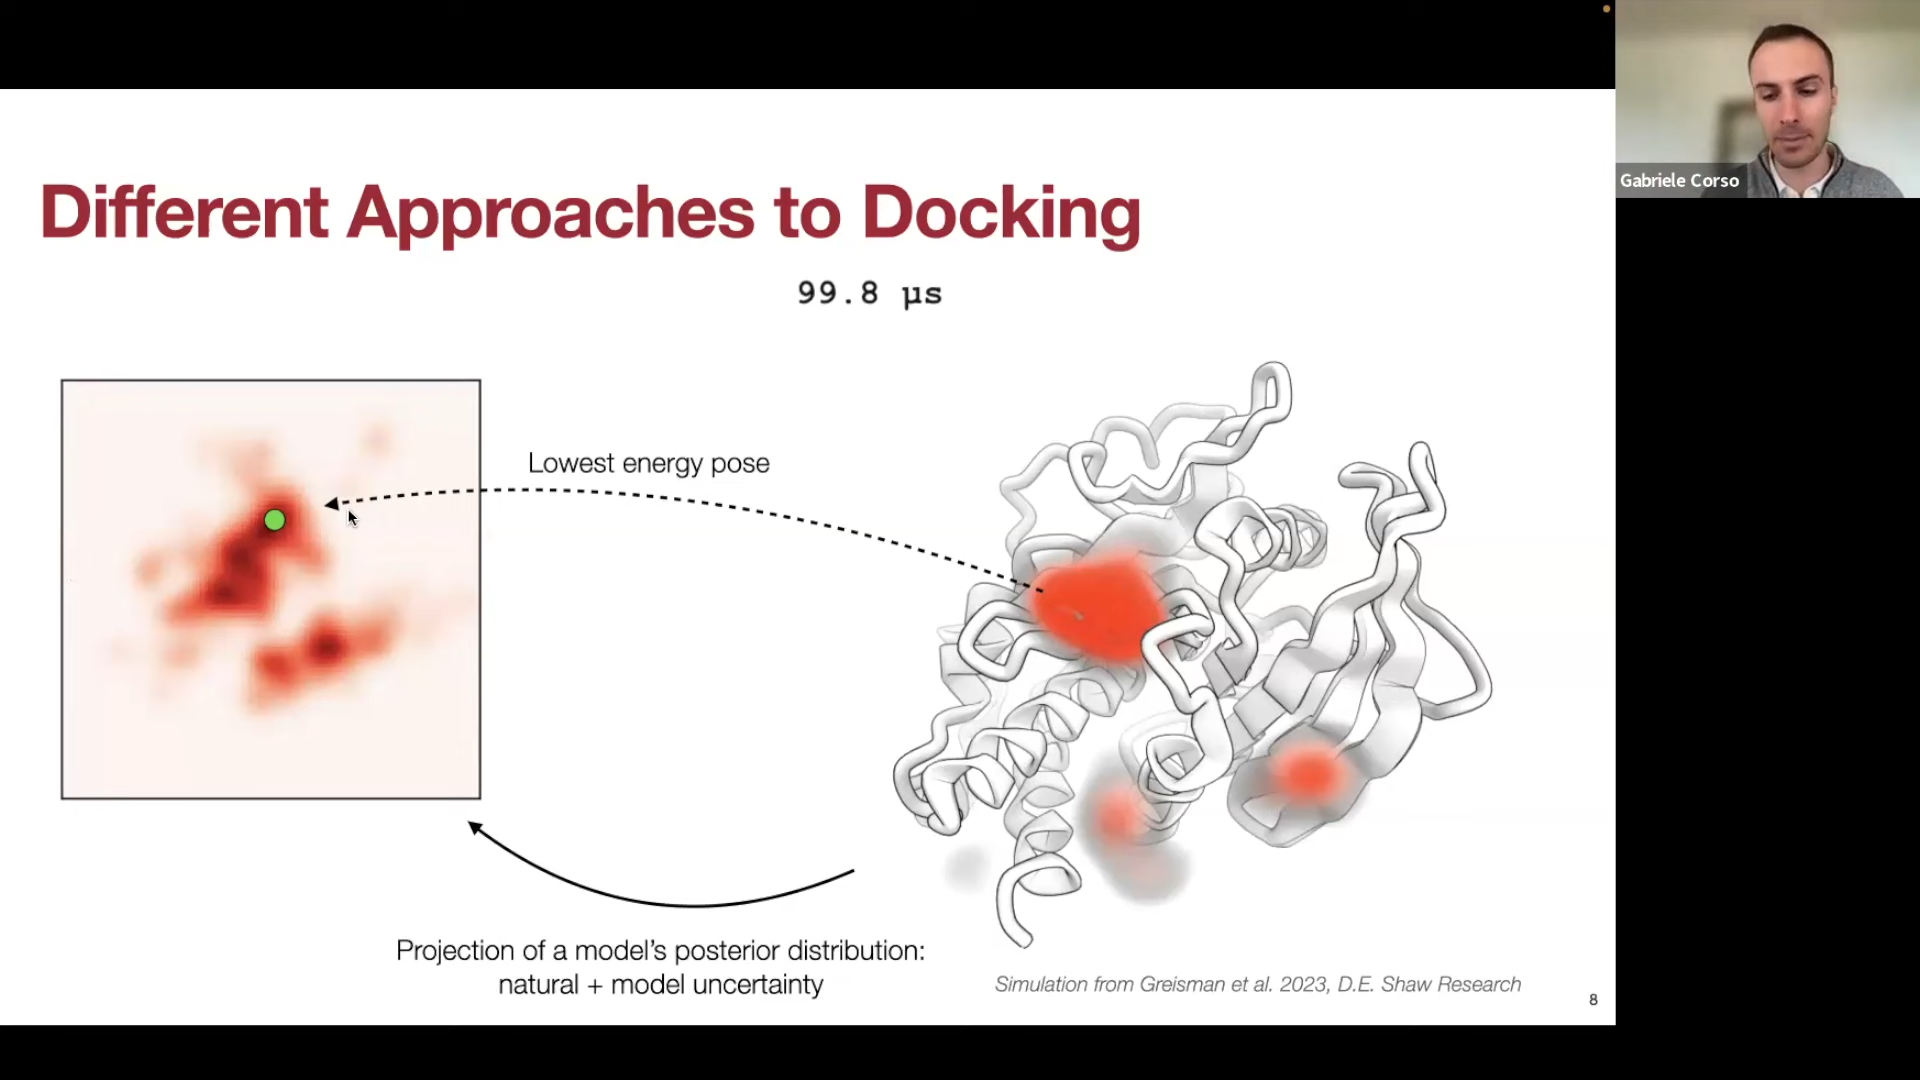 Gabriele Corso
Different Approaches to Docking
99.8 µs
Lowest energy pose
Projection of a model’s posterior distribution:
natural + model uncertainty
Simulation from Greisman et al. 2023, D.E. Shaw Research
8